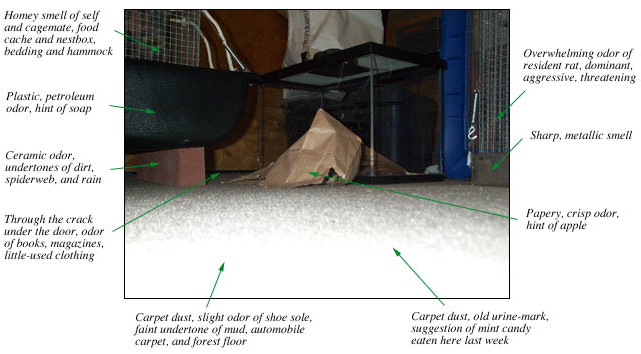 Homey smell of self
and cagemate, food
cache and nestbox,
bedding and hammock
Plastic, petroleum
odor, hint of soap
Ceramic odor,
undertones of dirt,
spiderweb, and rain
Through the crack
under the door, odor
of books, magazines,
little-used clothing
Overwhelming odor of
resident rat, dominant,
aggressive, threatening
Sharp, metallic smell
Papery, crisp odor,
hint of apple
Carpet dust, slight odor of shoe sole,
faint undertone of mud, automobile
carpet, and forest floor
Carpet dust, old urine-mark,
suggestion of mint candy
eaten here last week